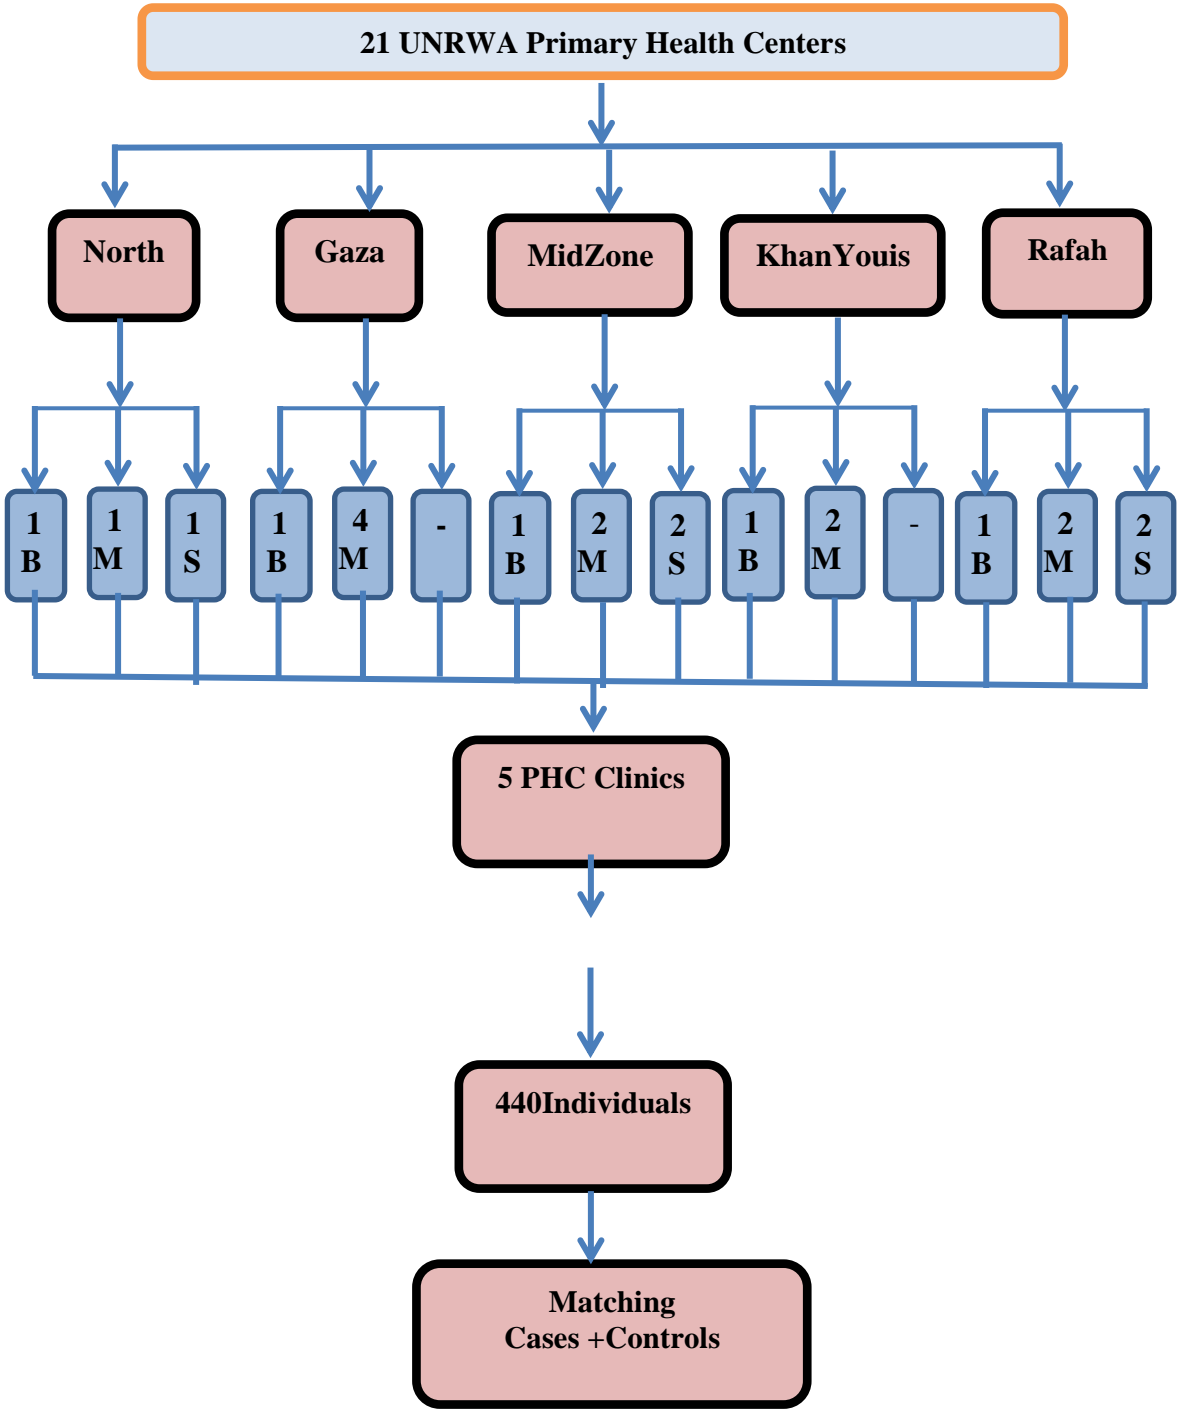 21 UNRWA Primary Health Centers
North
Gaza
MidZone
KhanYouis
Rafah
1
B
1
M
1
S
1
B
4
M
-
1
B
2
M
2
S
1
B
2
M
-
1
B
2
M
2
S
5 PHC Clinics
440Individuals
Matching
Cases +Controls